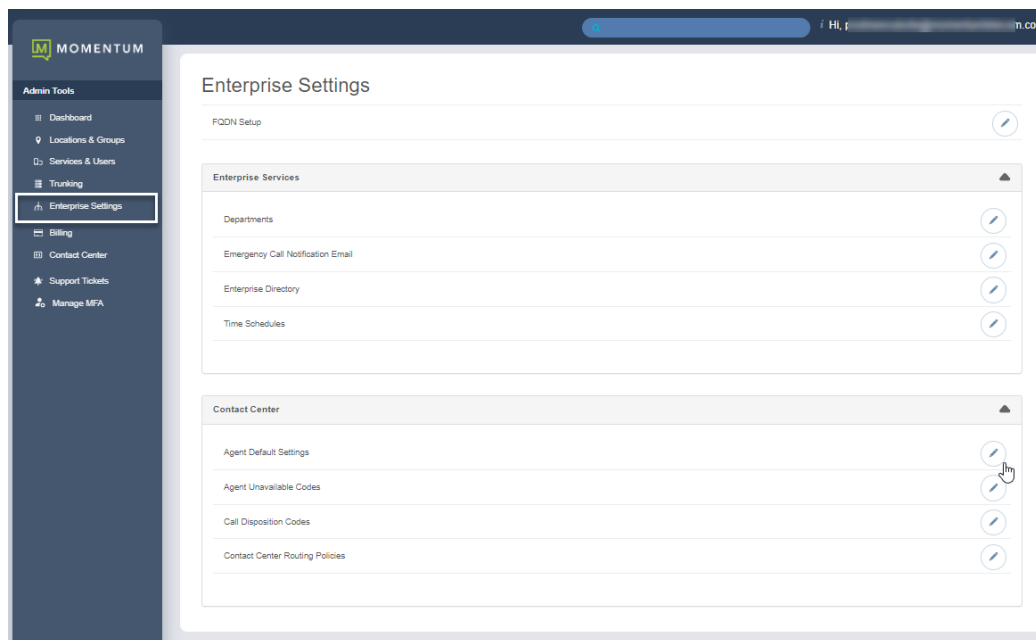 Hi,
M MOMENTUM
Admin Tools
Dashboard
Locations & Groups
Services & Users
Trunking
Enterprise Settings
Billing
Contact Center
Support Tickets
Manage MFA
Enterprise Settings
FQDN Setup
Enterprise Services
Departments
Emergency Call Notification Email
Enterprise Directory
Time Schedules
Contact Center
Agent Default Settings
Agent Unavailable Codes
Call Disposition Codes
Contact Center Routing Policies